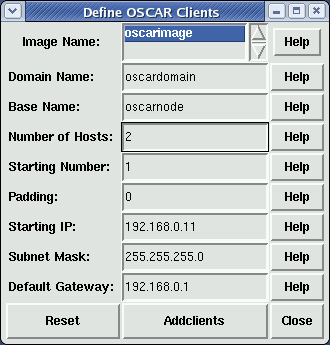 Define OSCAR Clients
Image Name: oscarimage Help
Domain Name: oscardomain Help
Base Name: oscarnode Help
Number of Hosts: 2 Help
Starting Number: 1 Help
Padding: 0 Help
Starting IP: 192.168.0.11 Help
Subnet Mask: 255.255.255.0 Help
Default Gateway: 192.168.0.1 Help
Reset Addclients Close